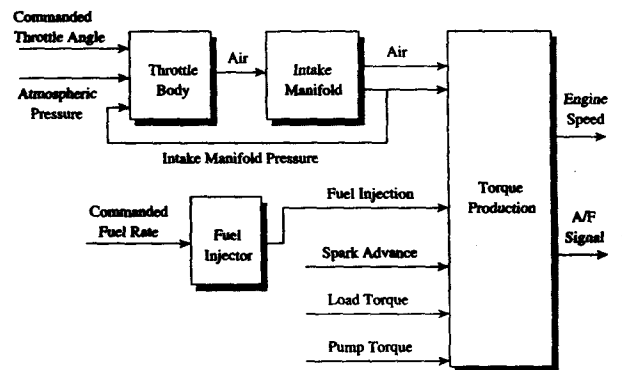 Commanded
Throttle Angle
Atmospheric
Pressure
Throttle
Body
Air
Intake
Manifold
Air
Intake Manifold Pressure
Commanded
Fuel Rate
Fuel
Injector
Fuel Injection
Spark Advance
Load Torque
Pump Torque
Torque
Production
Engine
Speed
A/F
Signal